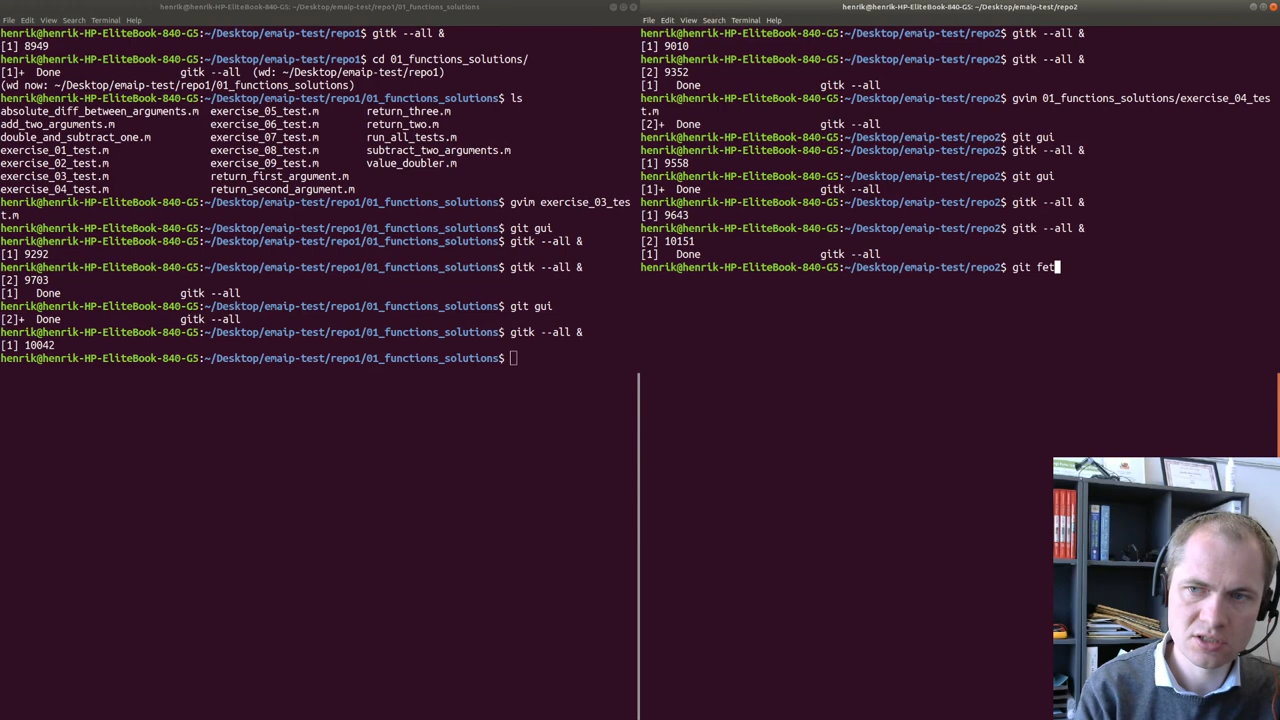 henrik@henrik-HP-EliteBook-840-G5: ~/Desktop/emaip-test/repo1/01_functions_solutions
File Edit View Search Terminal Help
henrik@henrik-HP-EliteBook-840-G5:~/Desktop/emaip-test/repo1$ gitk --all &
[1] 8949
henrik@henrik-HP-EliteBook-840-G5:~/Desktop/emaip-test/repo1$ cd 01_functions_solutions/
[1]+  Done                    gitk --all  (wd: ~/Desktop/emaip-test/repo1)
(wd now: ~/Desktop/emaip-test/repo1/01_functions_solutions)
henrik@henrik-HP-EliteBook-840-G5:~/Desktop/emaip-test/repo1/01_functions_solutions$ ls
absolute_diff_between_arguments.m  exercise_05_test.m        return_three.m
add_two_arguments.m                exercise_06_test.m        return_two.m
double_and_subtract_one.m          exercise_07_test.m        run_all_tests.m
exercise_01_test.m                 exercise_08_test.m        subtract_two_arguments.m
exercise_02_test.m                 exercise_09_test.m        value_doubler.m
exercise_03_test.m                 return_first_argument.m
exercise_04_test.m                 return_second_argument.m
henrik@henrik-HP-EliteBook-840-G5:~/Desktop/emaip-test/repo1/01_functions_solutions$ gvim exercise_03_tes
t.m
henrik@henrik-HP-EliteBook-840-G5:~/Desktop/emaip-test/repo1/01_functions_solutions$ git gui
henrik@henrik-HP-EliteBook-840-G5:~/Desktop/emaip-test/repo1/01_functions_solutions$ gitk --all &
[1] 9292
henrik@henrik-HP-EliteBook-840-G5:~/Desktop/emaip-test/repo1/01_functions_solutions$ gitk --all &
[2] 9703
[1]   Done                    gitk --all
henrik@henrik-HP-EliteBook-840-G5:~/Desktop/emaip-test/repo1/01_functions_solutions$ git gui
[2]+  Done                    gitk --all
henrik@henrik-HP-EliteBook-840-G5:~/Desktop/emaip-test/repo1/01_functions_solutions$ gitk --all &
[1] 10042
henrik@henrik-HP-EliteBook-840-G5:~/Desktop/emaip-test/repo1/01_functions_solutions$
henrik@henrik-HP-EliteBook-840-G5: ~/Desktop/emaip-test/repo2
File Edit View Search Terminal Help
henrik@henrik-HP-EliteBook-840-G5:~/Desktop/emaip-test/repo2$ gitk --all &
[1] 9010
henrik@henrik-HP-EliteBook-840-G5:~/Desktop/emaip-test/repo2$ gitk --all &
[2] 9352
[1]   Done                    gitk --all
henrik@henrik-HP-EliteBook-840-G5:~/Desktop/emaip-test/repo2$ gvim 01_functions_solutions/exercise_04_tes
t.m
[2]+  Done                    gitk --all
henrik@henrik-HP-EliteBook-840-G5:~/Desktop/emaip-test/repo2$ git gui
henrik@henrik-HP-EliteBook-840-G5:~/Desktop/emaip-test/repo2$ gitk --all &
[1] 9558
henrik@henrik-HP-EliteBook-840-G5:~/Desktop/emaip-test/repo2$ git gui
[1]+  Done                    gitk --all
henrik@henrik-HP-EliteBook-840-G5:~/Desktop/emaip-test/repo2$ gitk --all &
[1] 9643
henrik@henrik-HP-EliteBook-840-G5:~/Desktop/emaip-test/repo2$ gitk --all &
[2] 10151
[1]   Done                    gitk --all
henrik@henrik-HP-EliteBook-840-G5:~/Desktop/emaip-test/repo2$ git fet